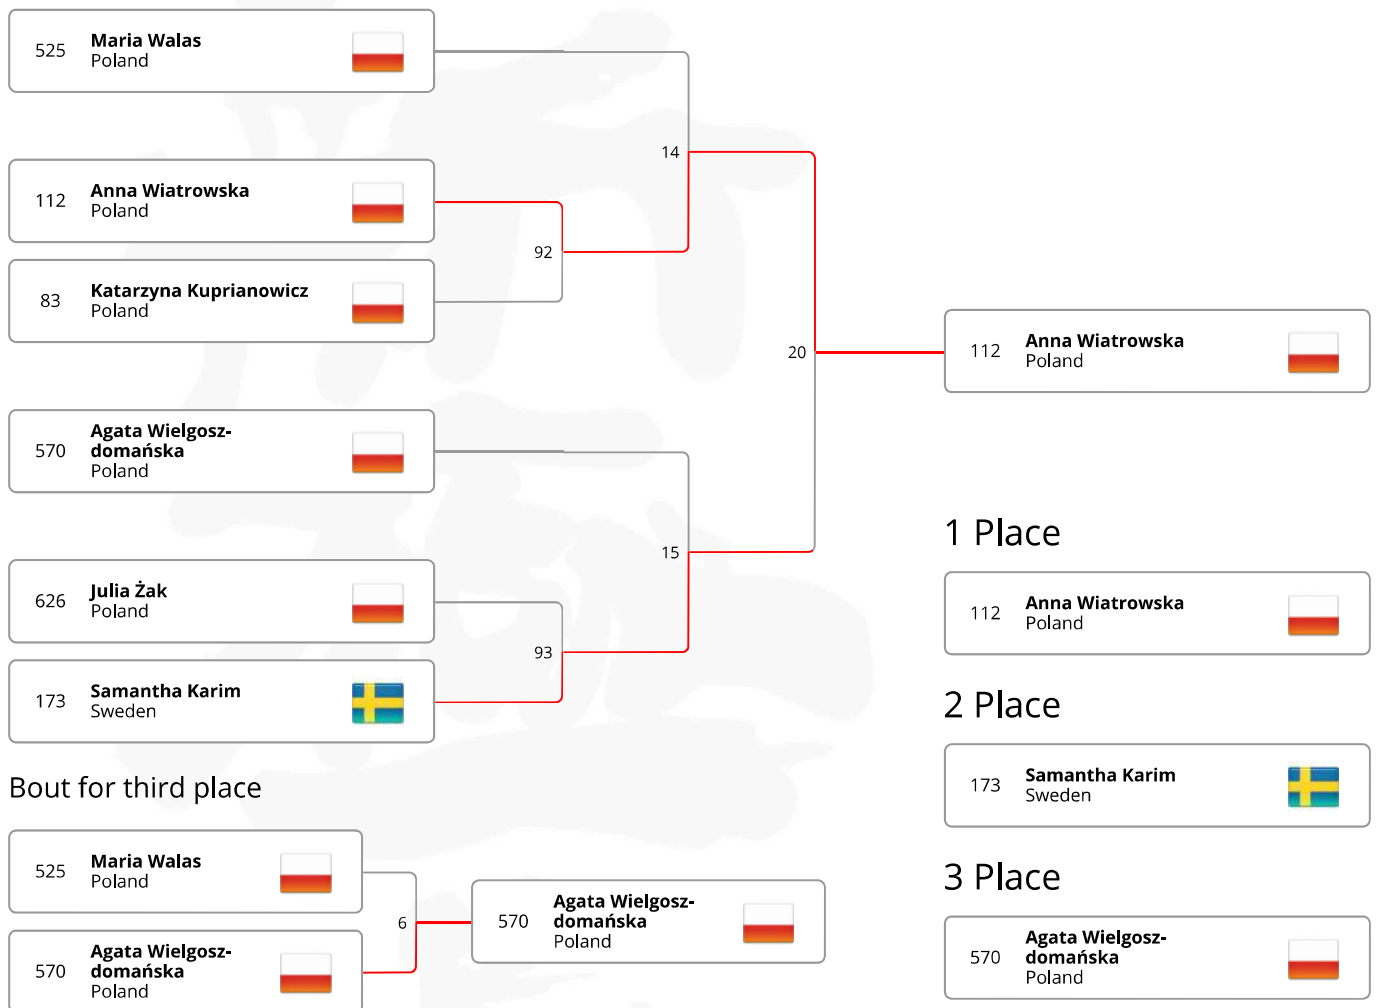 525 Maria Walas
Poland
14
112 Anna Wiatrowska
Poland
92
83 Katarzyna Kuprianowicz
Poland
20
112 Anna Wiatrowska
Poland
570 Agata Wielgosz-
domańska
Poland
15
626 Julia Żak
Poland
93
173 Samantha Karim
Sweden
1 Place
112 Anna Wiatrowska
Poland
2 Place
173 Samantha Karim
Sweden
3 Place
570 Agata Wielgosz-
domańska
Poland
Bout for third place
525 Maria Walas
Poland
6
570 Agata Wielgosz-
domańska
Poland
570 Agata Wielgosz-
domańska
Poland